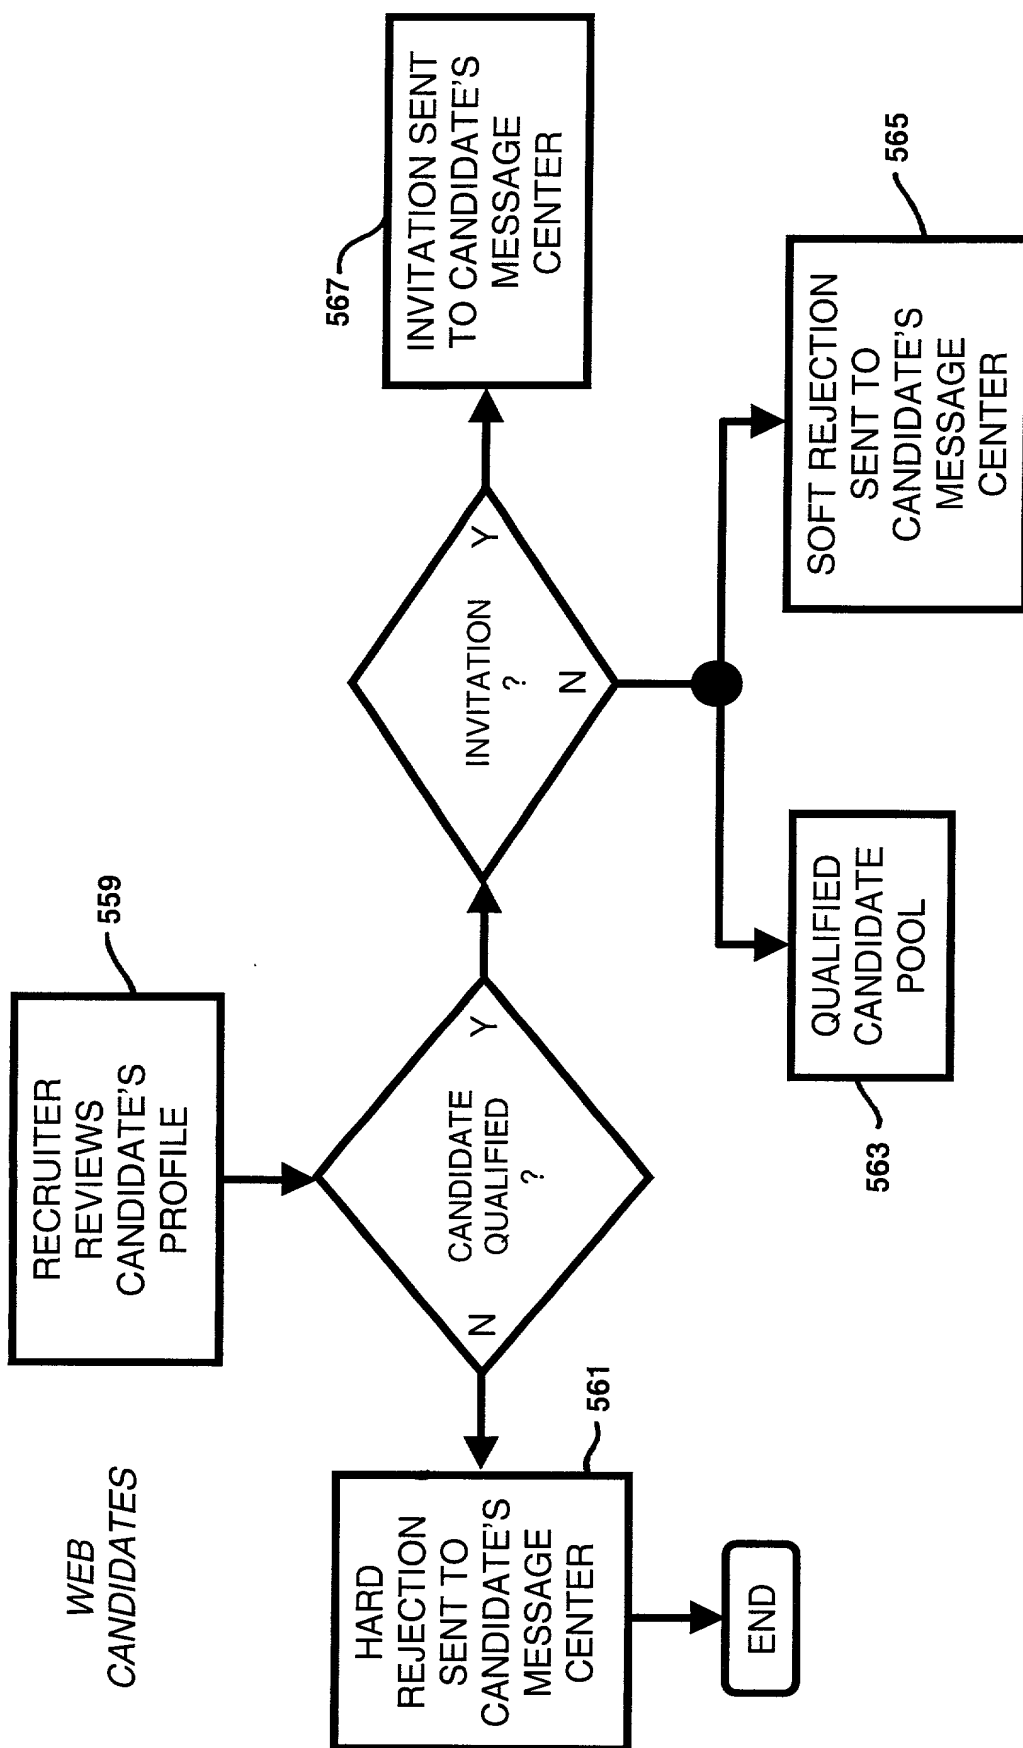 WEB
CANDIDATES
RECRUITER
REVIEWS
CANDIDATE'S
PROFILE
559
HARD
REJECTION
SENT TO
CANDIDATE'S
MESSAGE
CENTER
561
END
N
CANDIDATE
QUALIFIED
?
Y
INVITATION
?
Y
N
567
INVITATION SENT
TO CANDIDATE'S
MESSAGE
CENTER
563
QUALIFIED
CANDIDATE
POOL
565
SOFT REJECTION
SENT TO
CANDIDATE'S
MESSAGE
CENTER